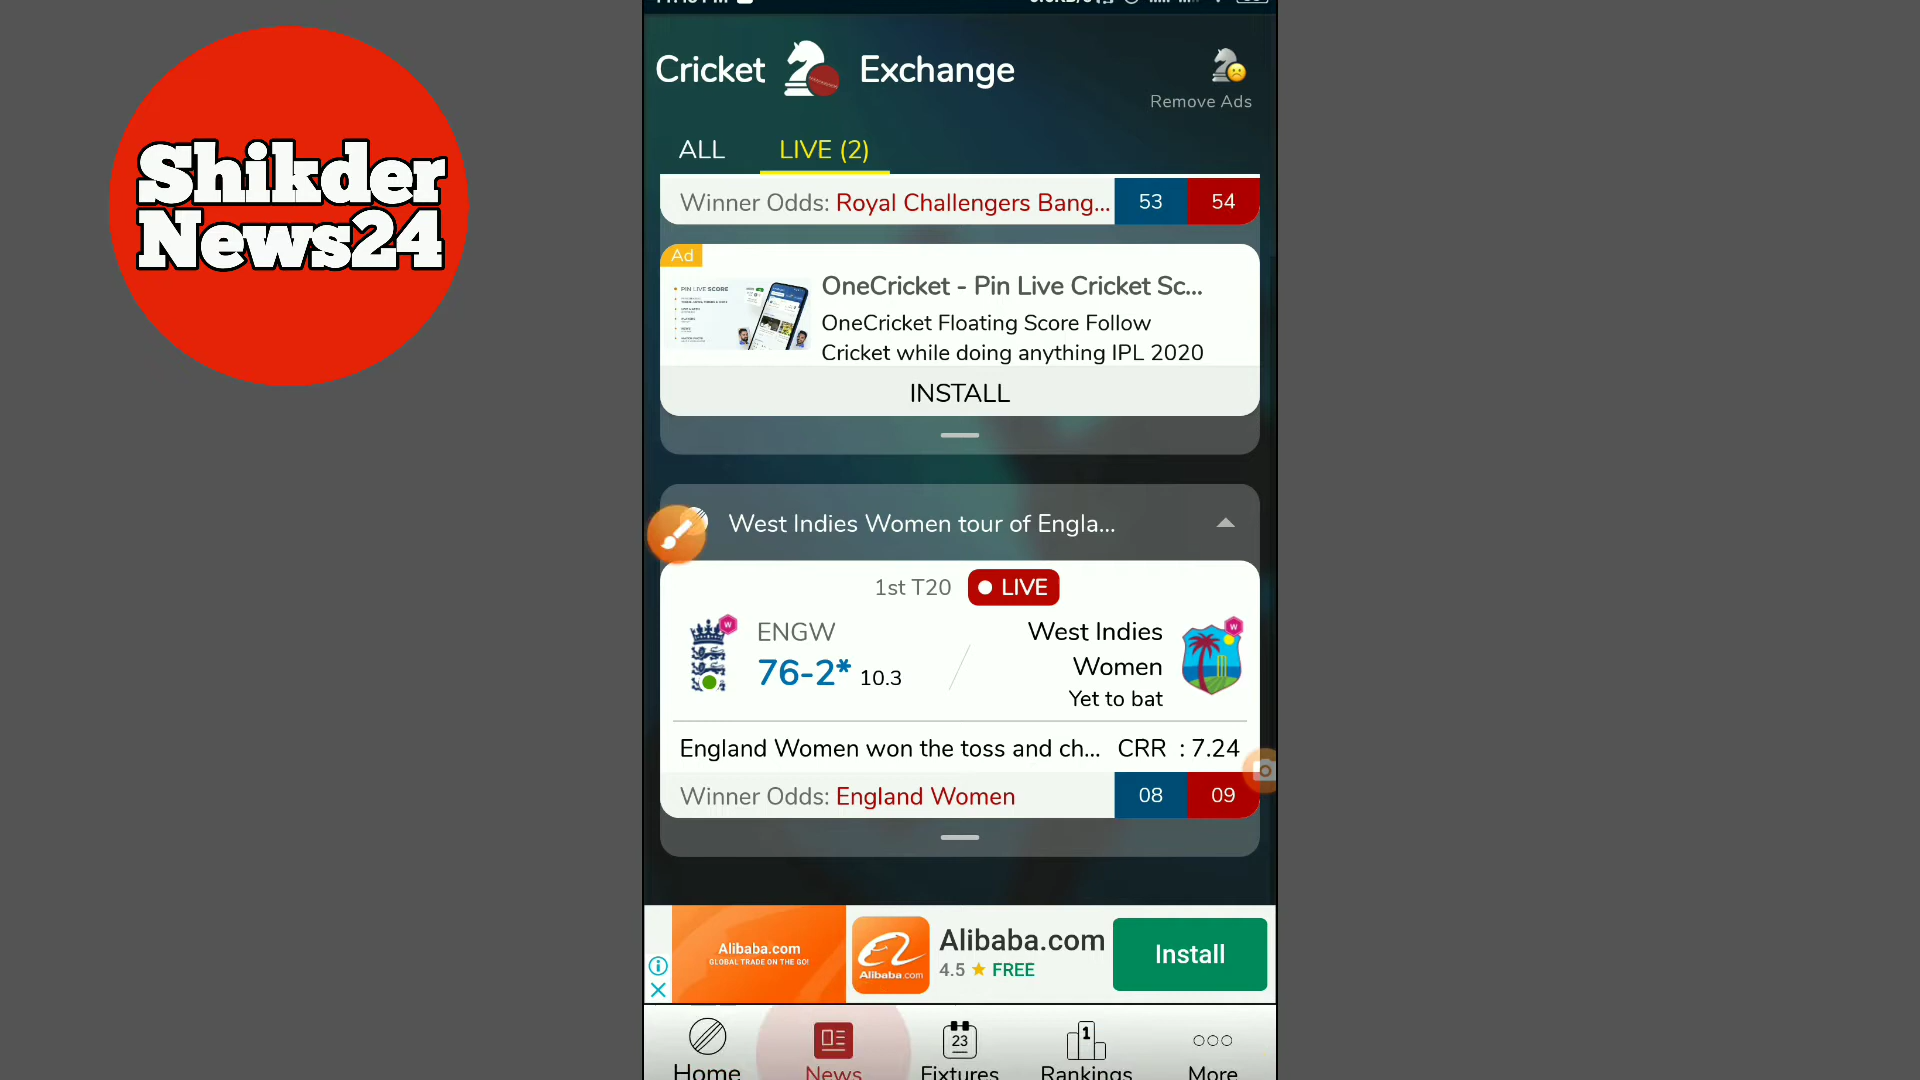 Shikder
News24
Cricket Exchange
Remove Ads
ALL LIVE (2)
Winner Odds: Royal Challengers Bang... 53 54
Ad
PIN LIVE SCORE
OneCricket - Pin Live Cricket Sc...
OneCricket Floating Score Follow
Cricket while doing anything IPL 2020
INSTALL
West Indies Women tour of Engla...
1st T20 LIVE
ENGW
76-2* 10.3
West Indies
Women
Yet to bat
England Women won the toss and ch... CRR : 7.24
Winner Odds: England Women 08 09
Alibaba.com
GLOBAL TRADE ON THE GO!
Alibaba.com
Alibaba.com
4.5 ★ FREE
Install
23
1
Home News Fixtures Rankings More